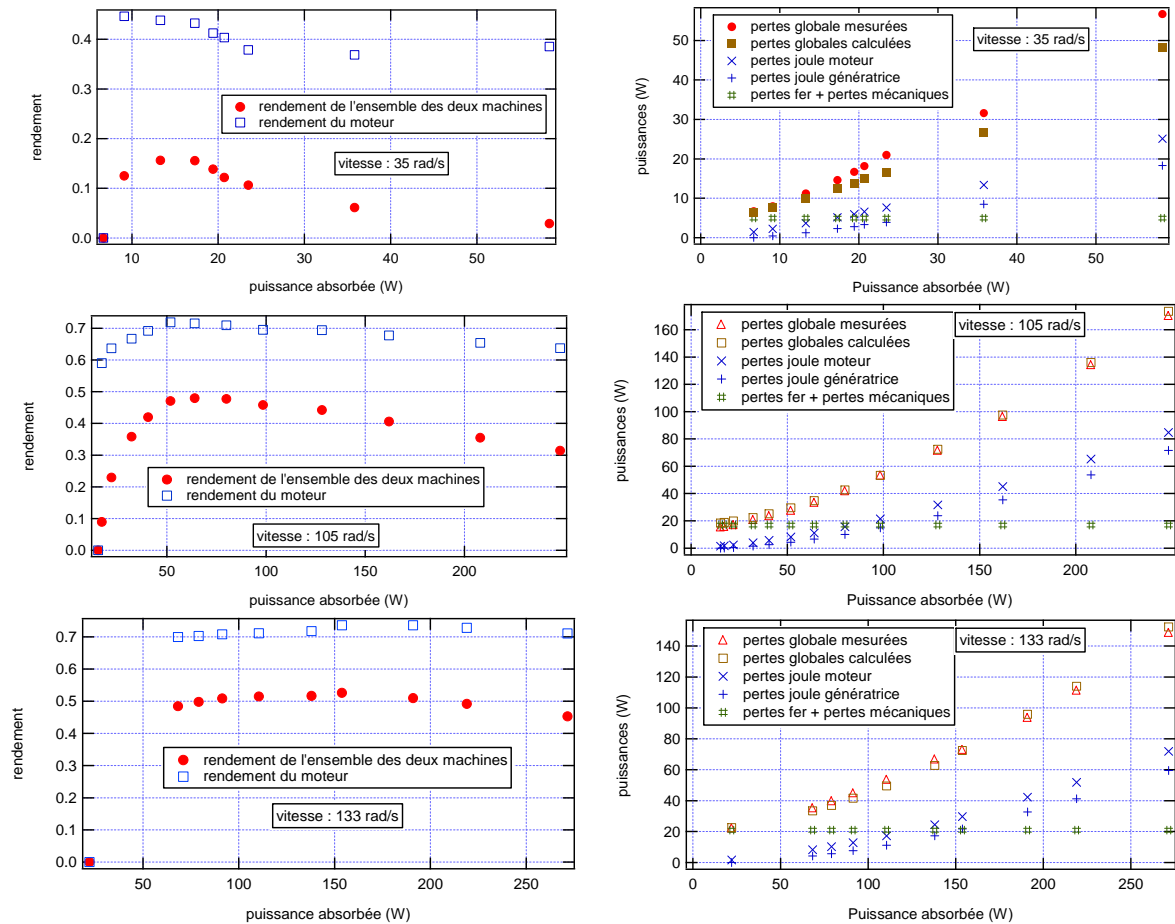 0.4
0.3
0.2
0.1
0.0
rendement
rendement de l'ensemble des deux machines
rendement du moteur
vitesse : 35 rad/s
10 20 30 40 50
puissance absorbée (W)
50
40
30
20
10
0
puissances (W)
pertes globale mesurées
pertes globales calculées
pertes joule moteur
pertes joule génératrice
pertes fer + pertes mécaniques
vitesse : 35 rad/s
0 10 20 30 40 50
Puissance absorbée (W)
0.7
0.6
0.5
0.4
0.3
0.2
0.1
0.0
rendement
rendement de l'ensemble des deux machines
rendement du moteur
vitesse : 105 rad/s
50 100 150 200
puissance absorbée (W)
160
140
120
100
80
60
40
20
0
puissances (W)
pertes globale mesurées
pertes globales calculées
pertes joule moteur
pertes joule génératrice
pertes fer + pertes mécaniques
vitesse : 105 rad/s
0 50 100 150 200
Puissance absorbée (W)
0.7
0.6
0.5
0.4
0.3
0.2
0.1
0.0
rendement
rendement de l'ensemble des deux machines
rendement du moteur
vitesse : 133 rad/s
50 100 150 200 250
puissance absorbée (W)
140
120
100
80
60
40
20
0
puissances (W)
pertes globale mesurées
pertes globales calculées
pertes joule moteur
pertes joule génératrice
pertes fer + pertes mécaniques
vitesse : 133 rad/s
0 50 100 150 200 250
Puissance absorbée (W)